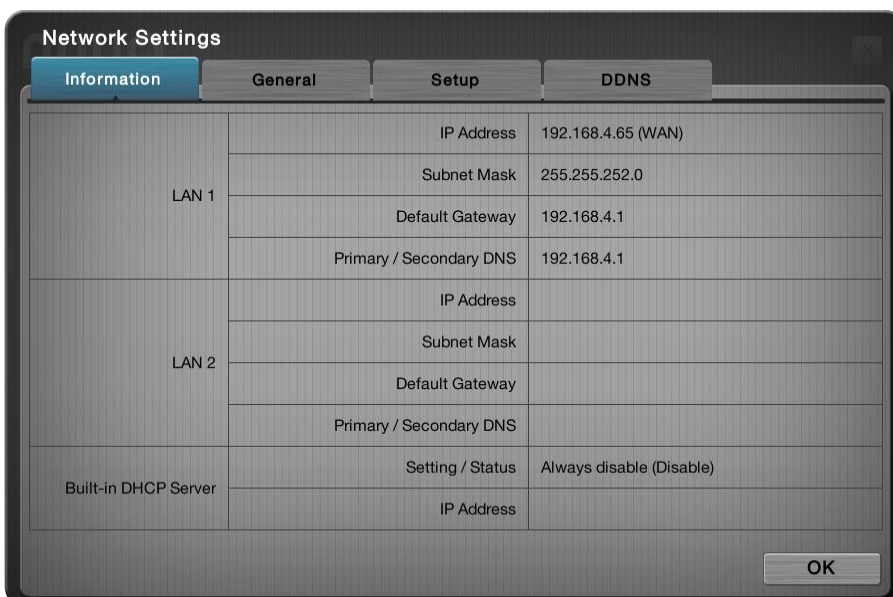 Network Settings
Information General Setup DDNS
LAN 1
IP Address 192.168.4.65 (WAN)
Subnet Mask 255.255.252.0
Default Gateway 192.168.4.1
Primary / Secondary DNS 192.168.4.1
LAN 2
IP Address
Subnet Mask
Default Gateway
Primary / Secondary DNS
Built-in DHCP Server
Setting / Status Always disable (Disable)
IP Address
OK